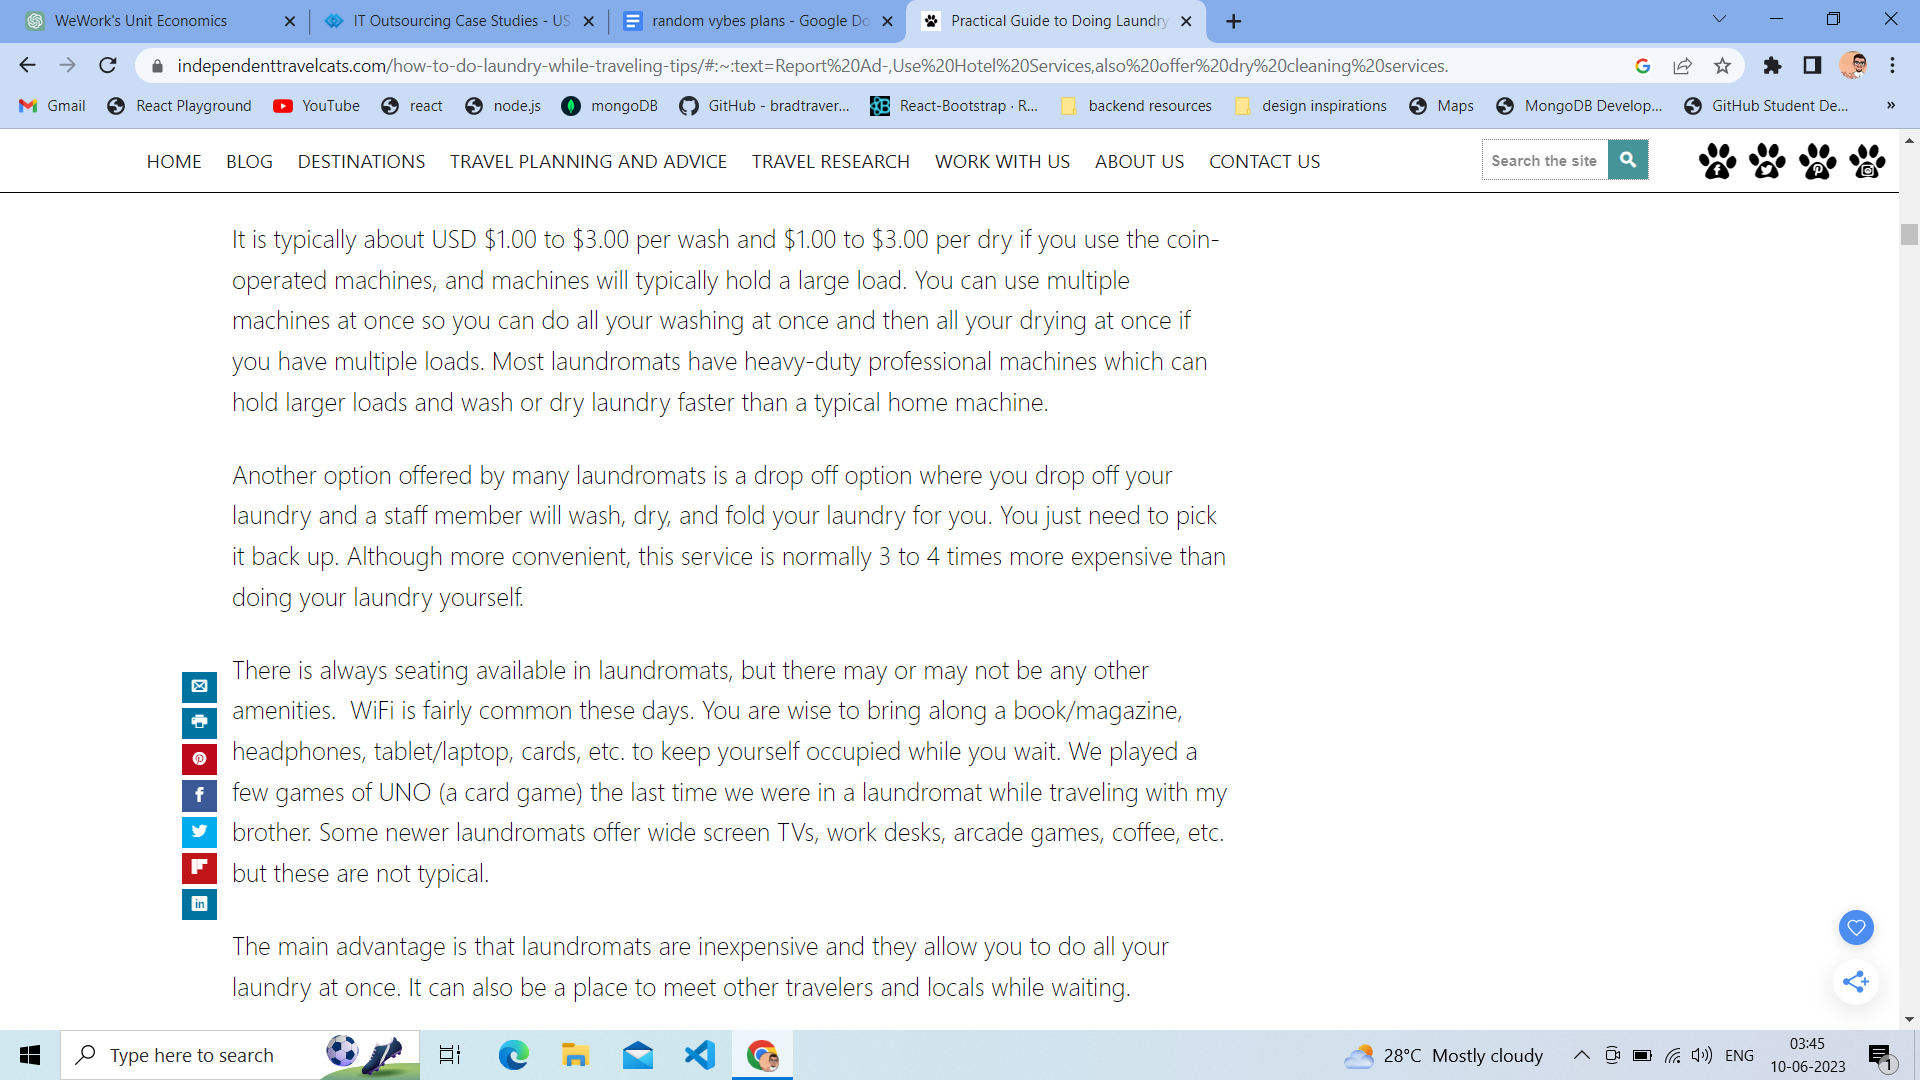 WeWork's Unit Economics
IT Outsourcing Case Studies - US
random vybes plans - Google Do
Practical Guide to Doing Laundry
independenttravelcats.com/how-to-do-laundry-while-traveling-tips/#:~:text=Report%20Ad-,Use%20Hotel%20Services,also%20offer%20dry%20cleaning%20services.
Gmail
React Playground
YouTube
react
node.js
mongoDB
GitHub - bradtraver...
React-Bootstrap · R...
backend resources
design inspirations
Maps
MongoDB Develop...
GitHub Student De...
»
HOME
BLOG
DESTINATIONS
TRAVEL PLANNING AND ADVICE
TRAVEL RESEARCH
WORK WITH US
ABOUT US
CONTACT US
Search the site
It is typically about USD $1.00 to $3.00 per wash and $1.00 to $3.00 per dry if you use the coin-
operated machines, and machines will typically hold a large load. You can use multiple
machines at once so you can do all your washing at once and then all your drying at once if
you have multiple loads. Most laundromats have heavy-duty professional machines which can
hold larger loads and wash or dry laundry faster than a typical home machine.
Another option offered by many laundromats is a drop off option where you drop off your
laundry and a staff member will wash, dry, and fold your laundry for you. You just need to pick
it back up. Although more convenient, this service is normally 3 to 4 times more expensive than
doing your laundry yourself.
There is always seating available in laundromats, but there may or may not be any other
amenities.  WiFi is fairly common these days. You are wise to bring along a book/magazine,
headphones, tablet/laptop, cards, etc. to keep yourself occupied while you wait. We played a
few games of UNO (a card game) the last time we were in a laundromat while traveling with my
brother. Some newer laundromats offer wide screen TVs, work desks, arcade games, coffee, etc.
but these are not typical.
The main advantage is that laundromats are inexpensive and they allow you to do all your
laundry at once. It can also be a place to meet other travelers and locals while waiting.
Type here to search
28°C Mostly cloudy
ENG
03:45
10-06-2023
1